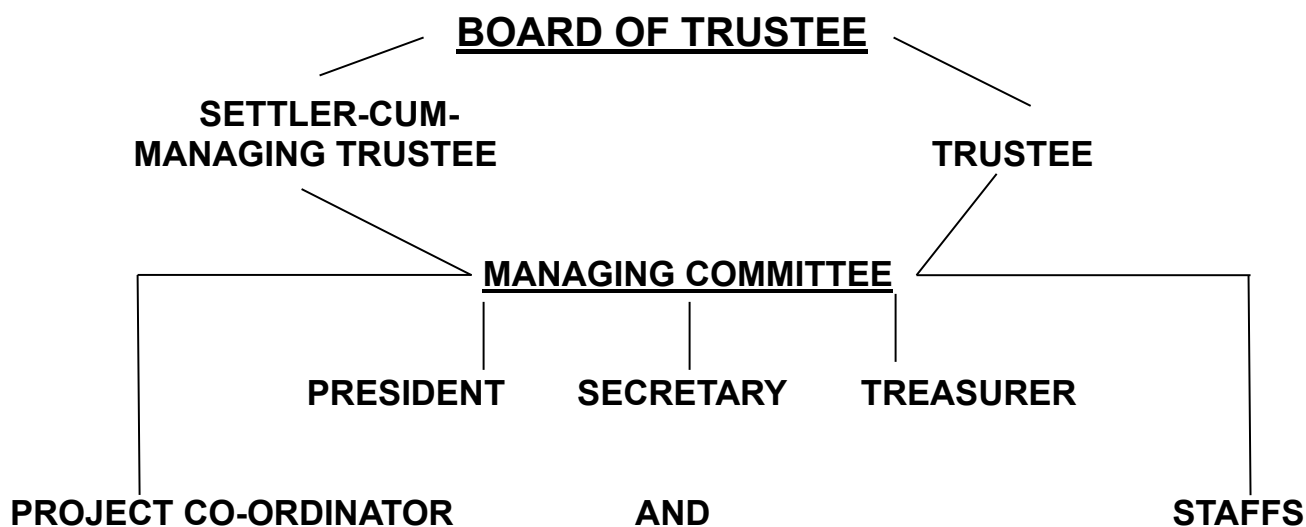 BOARD OF TRUSTEE
SETTLER-CUM-
MANAGING TRUSTEE
TRUSTEE
MANAGING COMMITTEE
PRESIDENT SECRETARY TREASURER
PROJECT CO-ORDINATOR AND STAFFS